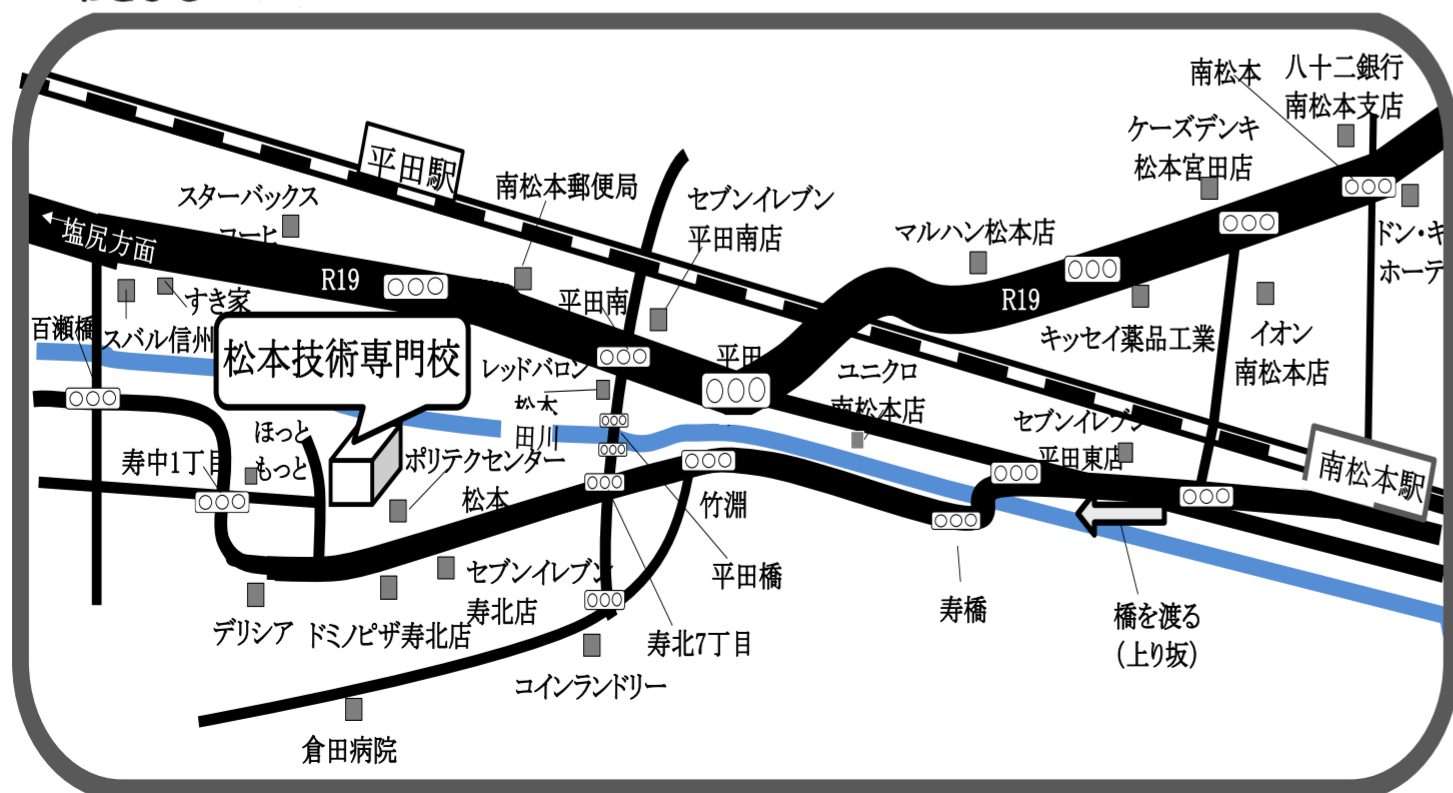 南松本
八十二銀行
南松本支店
ケーズデンキ
松本宮田店
平田駅
南松本郵便局
スターバックス
コーヒ
セブンイレブン
平田南店
マルハン松本店
ドン・キ
ホーテ
塩尻方面
R19
R19
すき家
平田南
百瀬橋
スバル信州
キッセイ薬品工業
イオン
南松本店
松本技術専門校
レッドバロン
松本
平田
ユニクロ
南松本店
田川
セブンイレブン
平田東店
ほっと
もっと
寿中1丁目
ポリテクセンター
松本
南松本駅
竹淵
平田橋
セブンイレブン
寿北店
寿橋
橋を渡る
(上り坂)
デリシア
ドミノピザ寿北店
寿北7丁目
コインランドリー
倉田病院